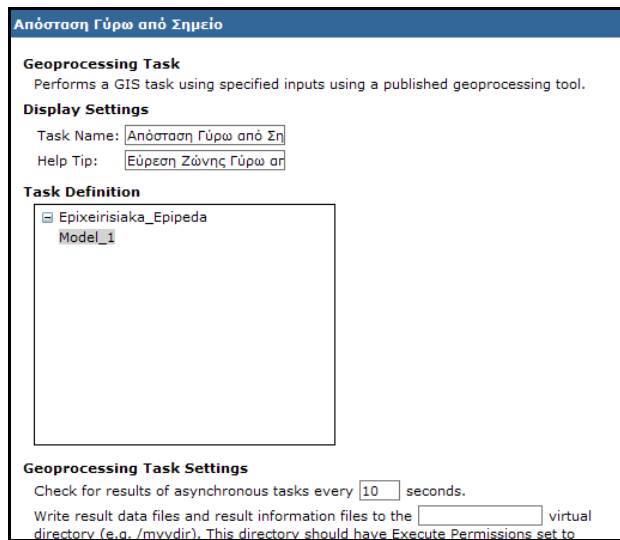 Απόσταση Γύρω από Σημείο
Geoprocessing Task
Performs a GIS task using specified inputs using a published geoprocessing tool.
Display Settings
Task Name: Απόσταση Γύρω από Ση
Help Tip: Εύρεση Ζώνης Γύρω απ
Task Definition
Epixeirisiaka_Epipeda
Model_1
Geoprocessing Task Settings
Check for results of asynchronous tasks every 10 seconds.
Write result data files and result information files to the virtual
directory (e.g. /myvdir). This directory should have Execute Permissions set to